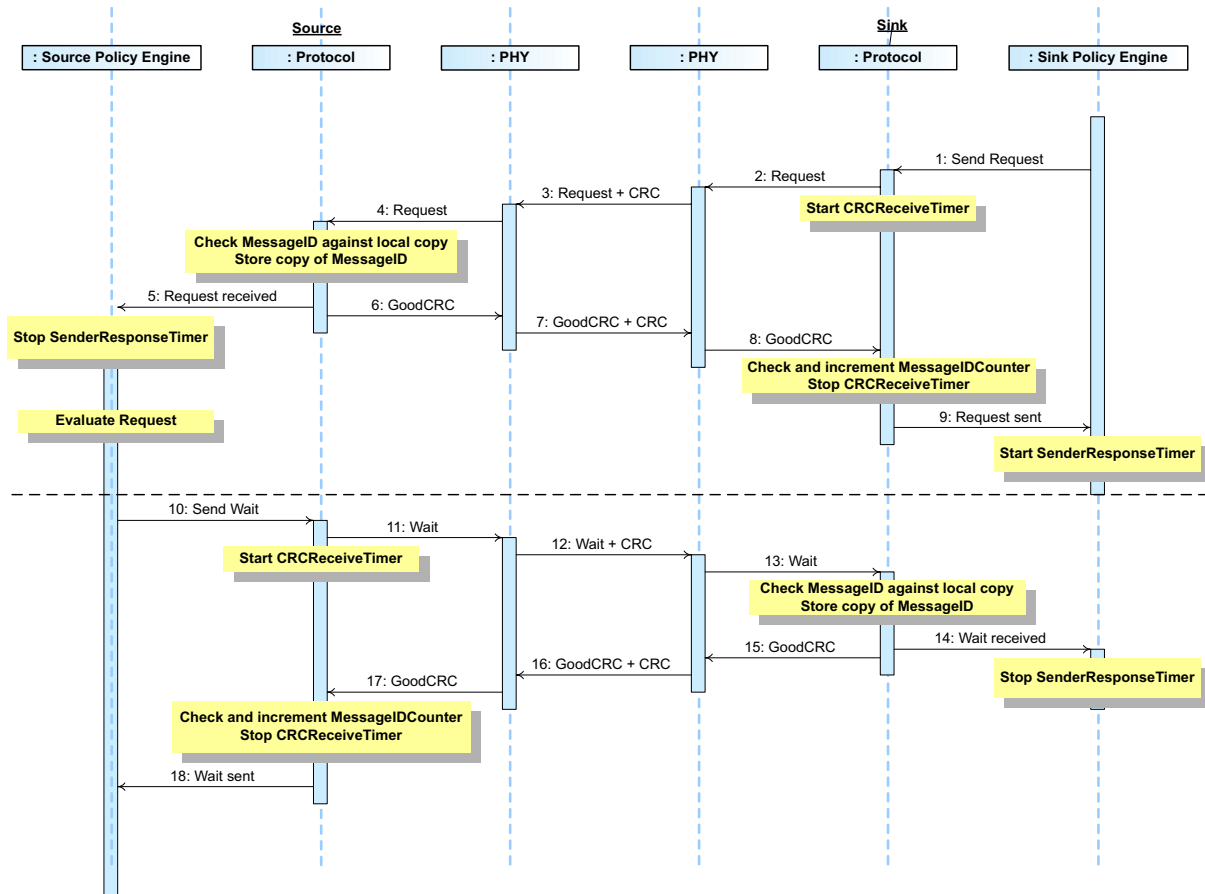 Source
Sink
: Source Policy Engine
: Protocol
: PHY
: PHY
: Protocol
: Sink Policy Engine
1: Send Request
2: Request
3: Request + CRC
Start CRCReceiveTimer
4: Request
Check MessageID against local copy
Store copy of MessageID
5: Request received
6: GoodCRC
7: GoodCRC + CRC
Stop SenderResponseTimer
8: GoodCRC
Check and increment MessageIDCounter
Stop CRCReceiveTimer
Evaluate Request
9: Request sent
Start SenderResponseTimer
10: Send Wait
11: Wait
12: Wait + CRC
Start CRCReceiveTimer
13: Wait
Check MessageID against local copy
Store copy of MessageID
14: Wait received
15: GoodCRC
16: GoodCRC + CRC
Stop SenderResponseTimer
17: GoodCRC
Check and increment MessageIDCounter
Stop CRCReceiveTimer
18: Wait sent